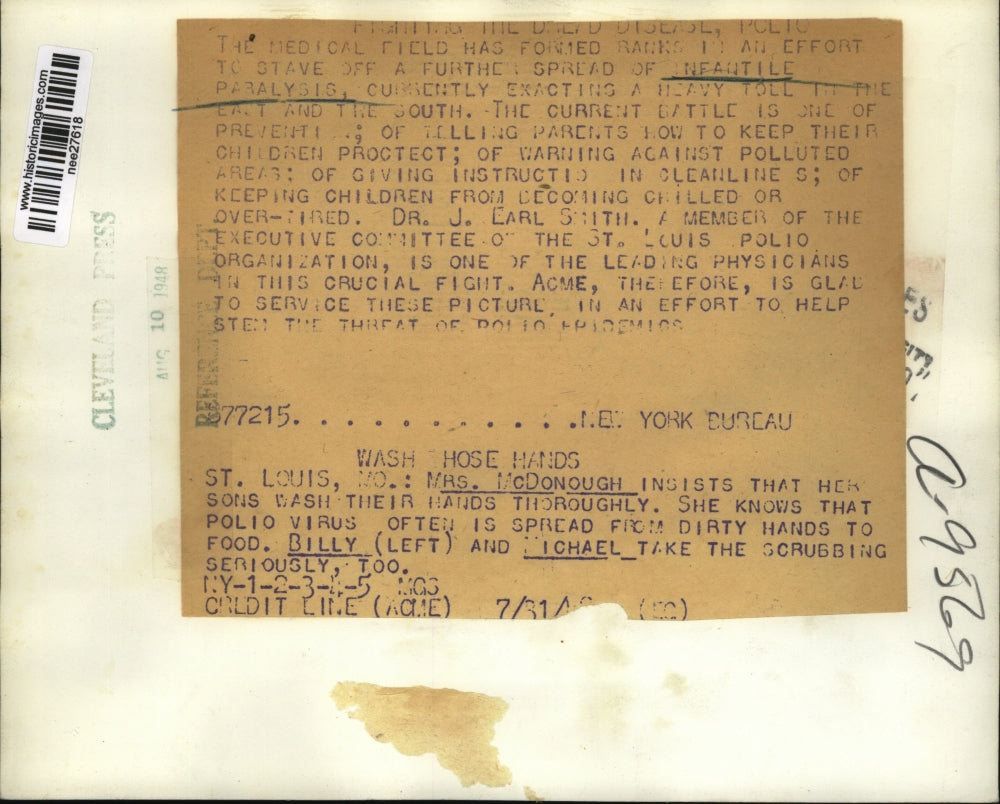 FIGHTING THE DREAD DISEASE, POLIO
THE MEDICAL FIELD HAS FORMED RANKS IN AN EFFORT
TO STAVE OFF A FURTHER SPREAD OF INFANTILE
PARALYSIS, CURRENTLY EXACTING A HEAVY TOLL IN THE
EAST AND THE SOUTH. THE CURRENT BATTLE IS ONE OF
PREVENTI ; OF TELLING PARENTS HOW TO KEEP THEIR
CHILDREN PROCTECT; OF WARNING AGAINST POLLUTED
AREAS: OF GIVING INSTRUCTIO IN CLEANLINE S; OF
KEEPING CHILDREN FROM BECOMING CHILLED OR
OVER-TIRED. DR. J. EARL SMITH. A MEMBER OF THE
EXECUTIVE COMMITTEE OF THE ST. LOUIS POLIO
ORGANIZATION, IS ONE OF THE LEADING PHYSICIANS
IN THIS CRUCIAL FIGHT. ACME, THEREFORE, IS GLAD
TO SERVICE THESE PICTURE IN AN EFFORT TO HELP
STEM THE THREAT OF POLIO EPIDEMICS
877215. . . . . . . . . . . . .NEW YORK BUREAU
WASH THOSE HANDS
ST. LOUIS, MO.: MRS. MCDONOUGH INSISTS THAT HER
SONS WASH THEIR HANDS THOROUGHLY. SHE KNOWS THAT
POLIO VIRUS OFTEN IS SPREAD FROM DIRTY HANDS TO
FOOD. BILLY (LEFT) AND MICHAEL TAKE THE SCRUBBING
SERIOUSLY, TOO.
NY-1-2-3-4-5 MGS
CREDIT LINE (ACME) 7/31/48
www.historicimages.com
nee27618
CLEVELAND PRESS
AUG 10 1948
REFERENCE DEPT